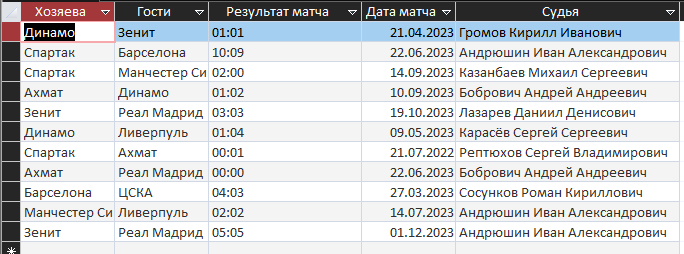 Хозяева Гости Результат матча Дата матча Судья
Динамо Зенит 01:01 21.04.2023 Громов Кирилл Иванович
Спартак Барселона 10:09 22.06.2023 Андрюшин Иван Александрович
Спартак Манчестер Си 02:00 14.09.2023 Казанбаев Михаил Сергеевич
Ахмат Динамо 01:02 10.09.2023 Бобрович Андрей Андреевич
Зенит Реал Мадрид 03:03 19.10.2023 Лазарев Даниил Денисович
Динамо Ливерпуль 01:04 09.05.2023 Карасёв Сергей Сергеевич
Спартак Ахмат 00:01 21.07.2022 Рептюхов Сергей Владимирович
Ахмат Реал Мадрид 00:00 22.06.2023 Бобрович Андрей Андреевич
Барселона ЦСКА 04:03 27.03.2023 Сосунков Роман Кириллович
Манчестер Си Ливерпуль 02:02 14.07.2023 Андрюшин Иван Александрович
Зенит Реал Мадрид 05:05 01.12.2023 Андрюшин Иван Александрович